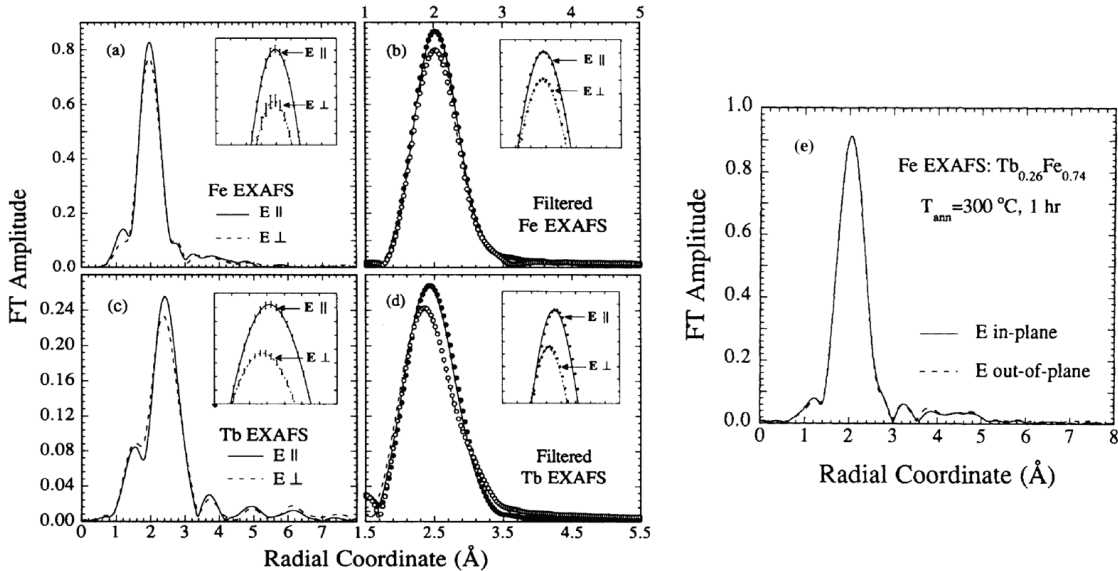 1 2 3 4 5
(a)
E ||
E ⊥
Fe EXAFS
E ||
E ⊥
0.8
0.6
0.4
0.2
0.0
(b)
E ||
E ⊥
Filtered
Fe EXAFS
FT Amplitude
(c)
E ||
E ⊥
Tb EXAFS
E ||
E ⊥
0.24
0.20
0.16
0.12
0.08
0.04
0.00
0 1 2 3 4 5 6 7
(d)
E ||
E ⊥
Filtered
Tb EXAFS
1.5 2.5 3.5 4.5 5.5
Radial Coordinate (Å)
(e)
Fe EXAFS: Tb0.26Fe0.74
Tann=300 °C, 1 hr
E in-plane
E out-of-plane
FT Amplitude
1.0
0.8
0.6
0.4
0.2
0.0
0 1 2 3 4 5 6 7 8
Radial Coordinate (Å)